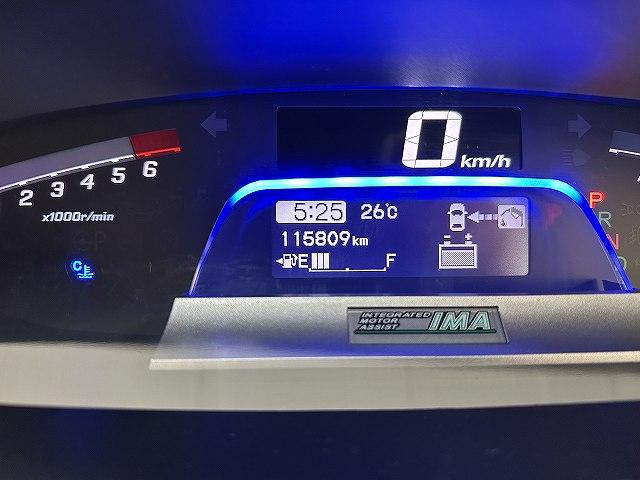 0 km/h
2 3 4 5 6
x1000r/min
5:25 26℃
115809km
E F
- +
C
P
R
N
D
INTEGRATED
MOTOR
ASSIST IMA